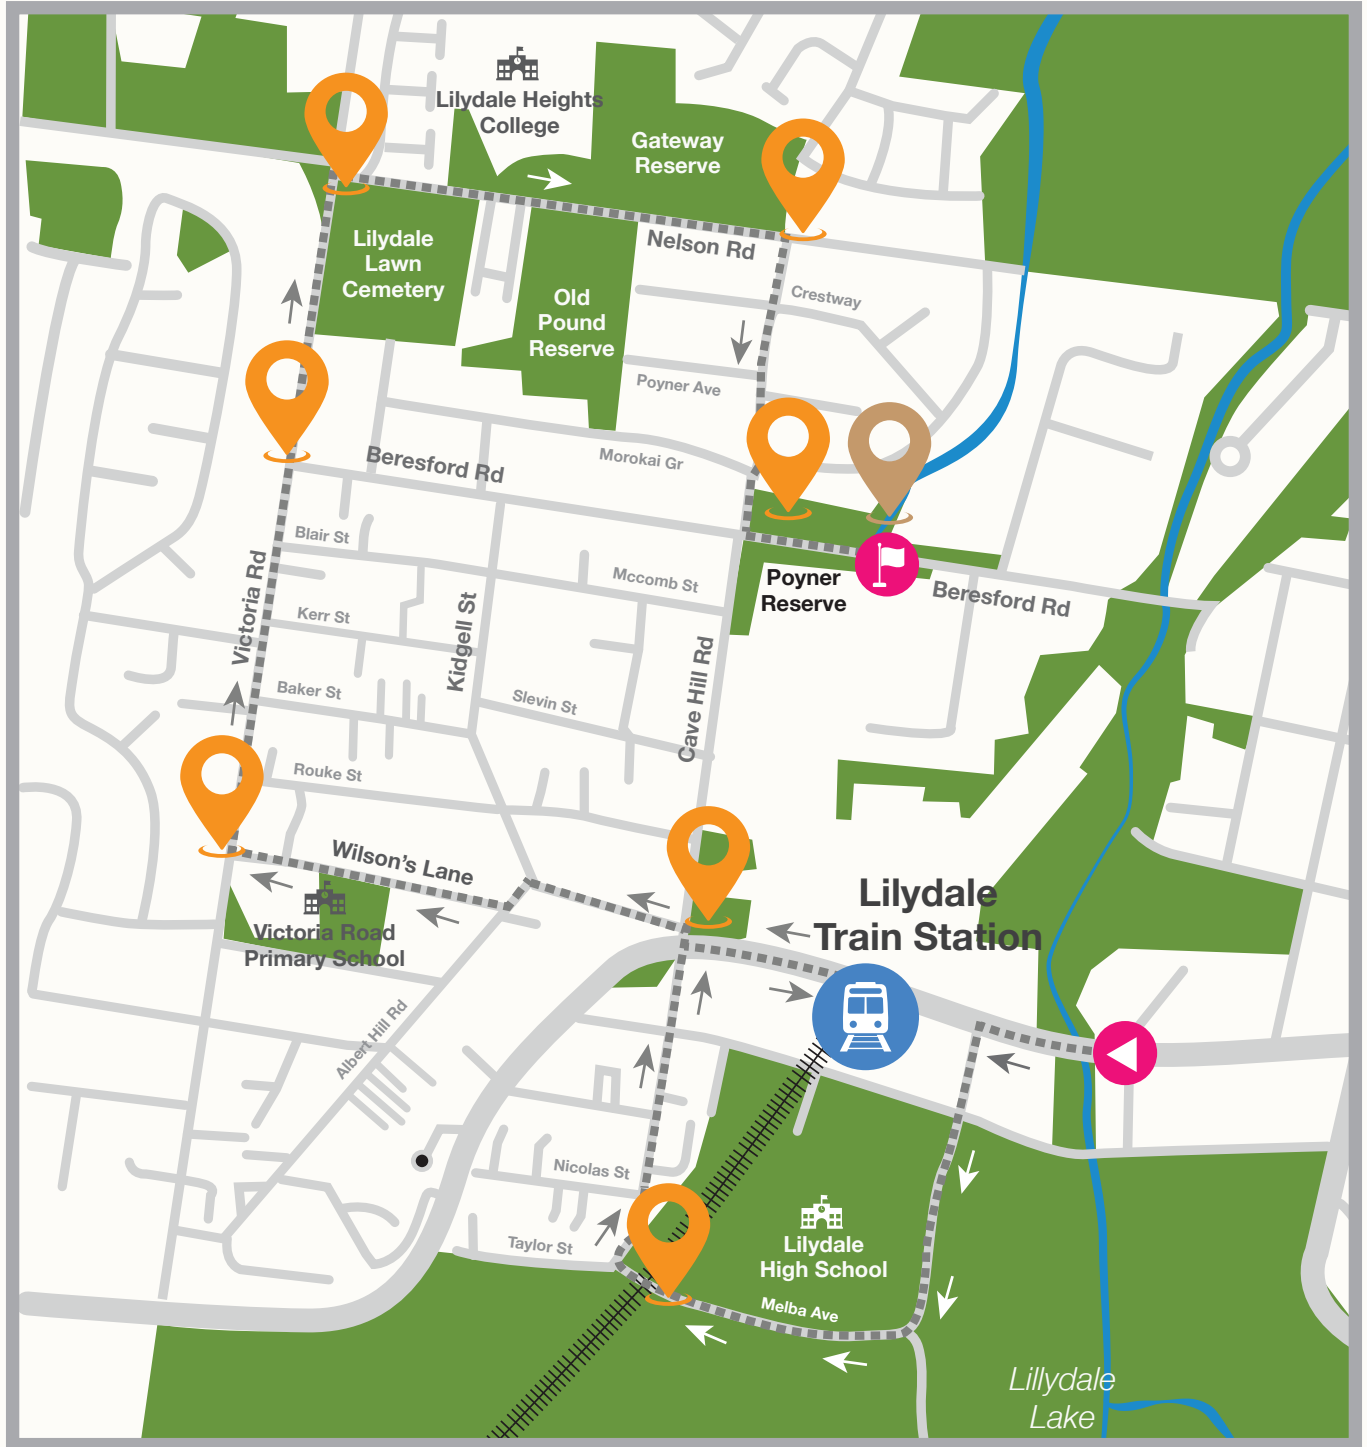 Lilydale Heights
College
Gateway
Reserve
Lilydale
Lawn
Cemetery
Nelson Rd
Old
Pound
Reserve
Crestway
Poyner Ave
Morokai Gr
Beresford Rd
Blair St
Mccomb St
Poyner
Reserve
Beresford Rd
Victoria Rd
Kerr St
Kidgell St
Cave Hill Rd
Baker St
Slevin St
Rouke St
Wilson's Lane
Lilydale
Train Station
Victoria Road
Primary School
Albert Hill Rd
Nicolas St
Taylor St
Lilydale
High School
Melba Ave
Lillydale
Lake